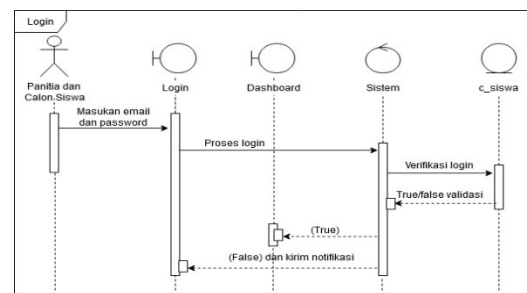 Login
Panitia dan
Calon Siswa
Login
Dashboard
Sistem
c_siswa
Masukan email
dan password
Proses login
Verifikasi login
True/false validasi
(True)
(False) dan kirim notifikasi